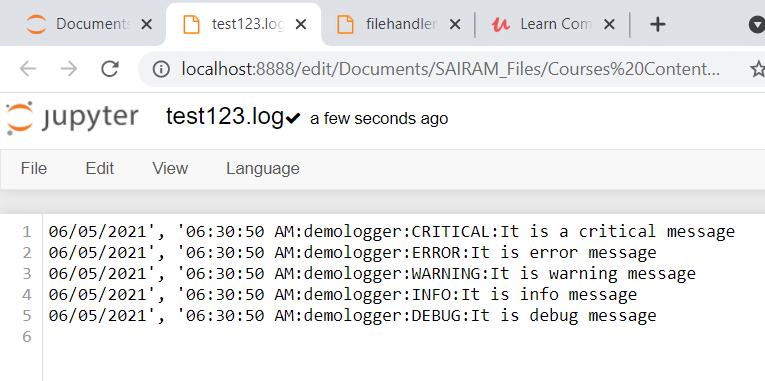 Documents
test123.log
filehandler
Learn Com
localhost:8888/edit/Documents/SAIRAM_Files/Courses%20Content...
jupyter test123.log a few seconds ago
File Edit View Language
1 06/05/2021', '06:30:50 AM:demologger:CRITICAL:It is a critical message
2 06/05/2021', '06:30:50 AM:demologger:ERROR:It is error message
3 06/05/2021', '06:30:50 AM:demologger:WARNING:It is warning message
4 06/05/2021', '06:30:50 AM:demologger:INFO:It is info message
5 06/05/2021', '06:30:50 AM:demologger:DEBUG:It is debug message
6